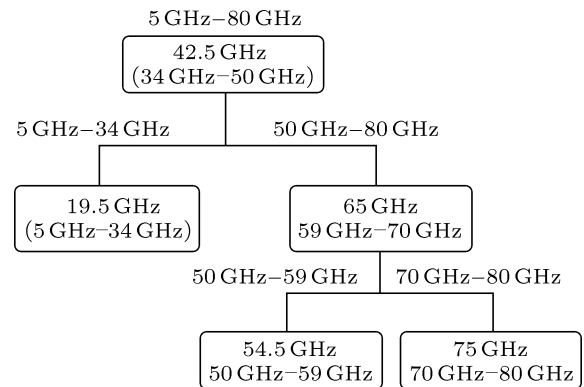 5 GHz–80 GHz
42.5 GHz
(34 GHz–50 GHz)
5 GHz–34 GHz
50 GHz–80 GHz
19.5 GHz
(5 GHz–34 GHz)
65 GHz
59 GHz–70 GHz
50 GHz–59 GHz
70 GHz–80 GHz
54.5 GHz
50 GHz–59 GHz
75 GHz
70 GHz–80 GHz